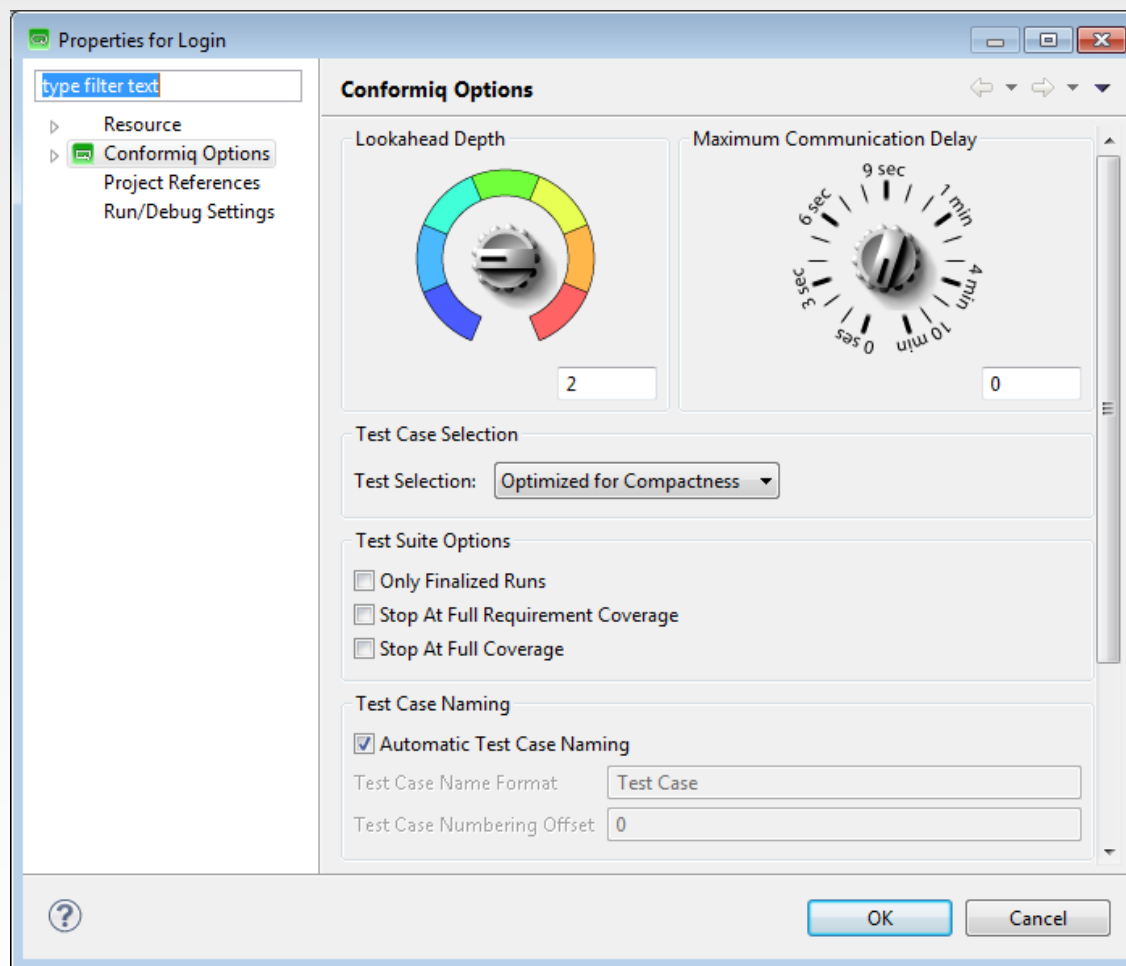 Properties for Login
type filter text
Resource
Conformiq Options
Project References
Run/Debug Settings
Conformiq Options
Lookahead Depth
2
Maximum Communication Delay
0 sec
3 sec
6 sec
9 sec
1 min
4 min
10 min
0
Test Case Selection
Test Selection: Optimized for Compactness
Test Suite Options
Only Finalized Runs
Stop At Full Requirement Coverage
Stop At Full Coverage
Test Case Naming
Automatic Test Case Naming
Test Case Name Format Test Case
Test Case Numbering Offset 0
? OK Cancel